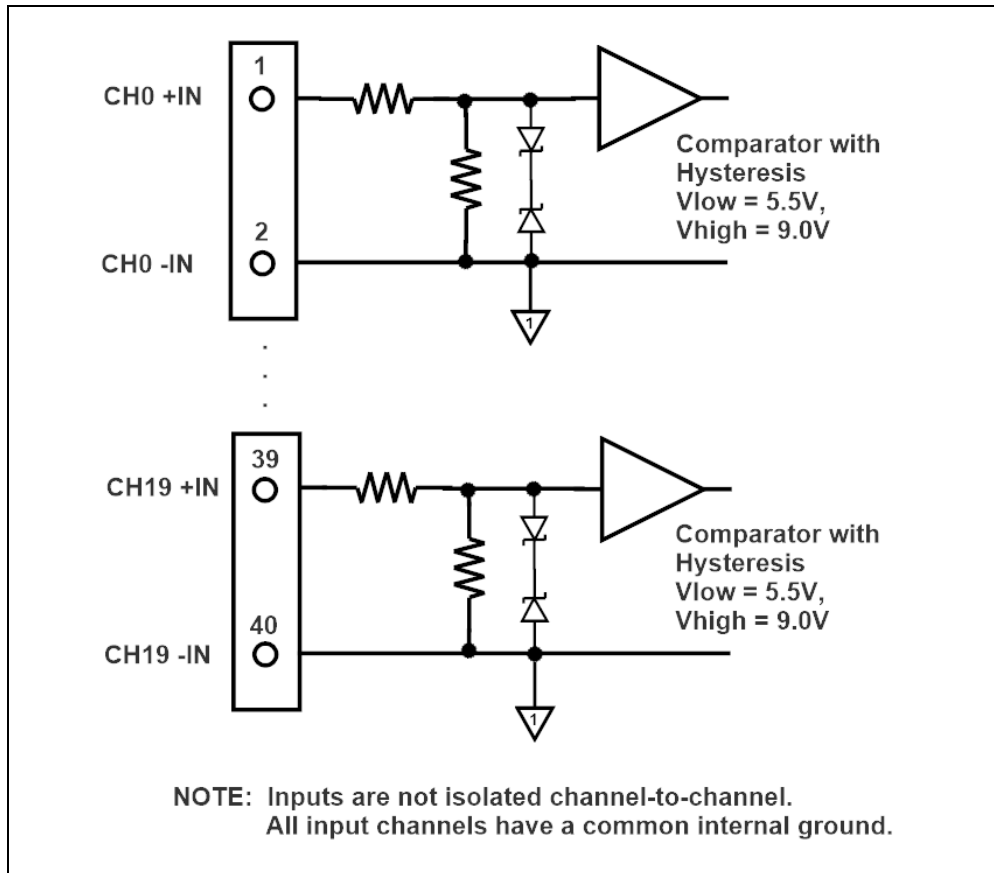 1
CH0 +IN
Comparator with
Hysteresis
Vlow = 5.5V,
Vhigh = 9.0V
2
CH0 -IN
1
39
CH19 +IN
Comparator with
Hysteresis
Vlow = 5.5V,
Vhigh = 9.0V
40
CH19 -IN
1
NOTE: Inputs are not isolated channel-to-channel.
All input channels have a common internal ground.